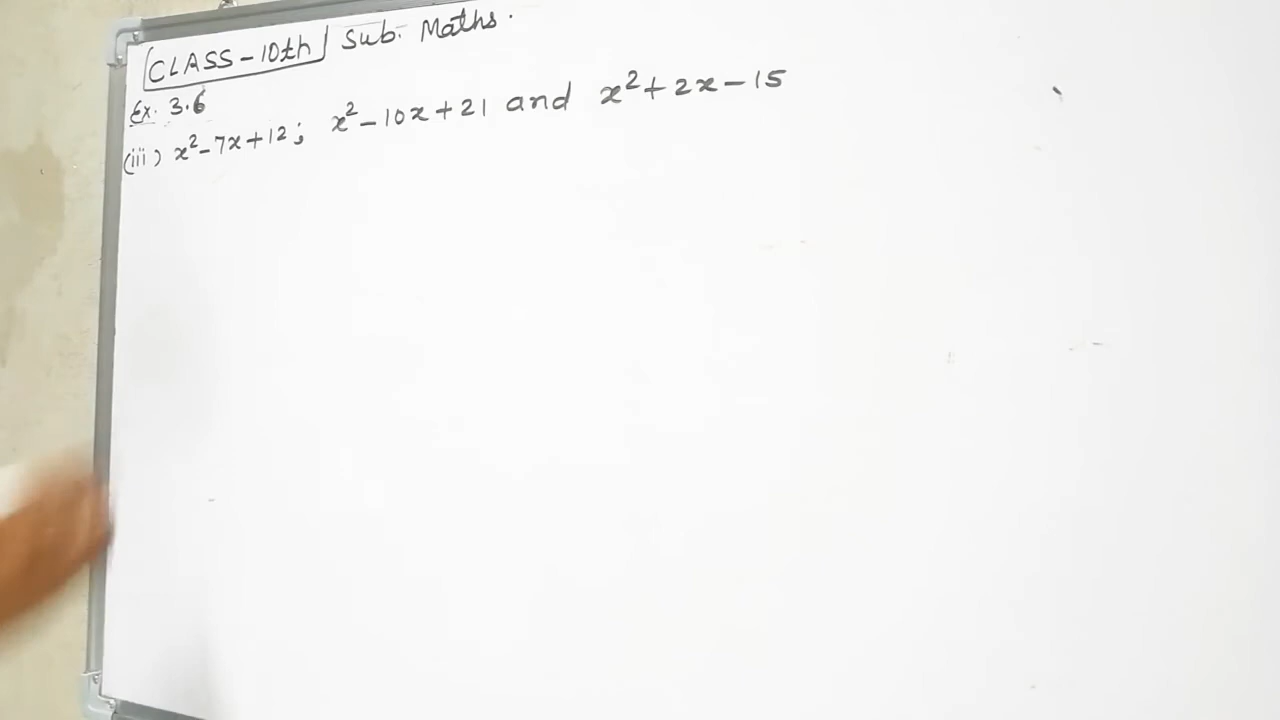 CLASS-10th Sub. Maths.
Ex. 3.6
(iii) x²-7x+12; x²-10x+21 and x²+2x-15